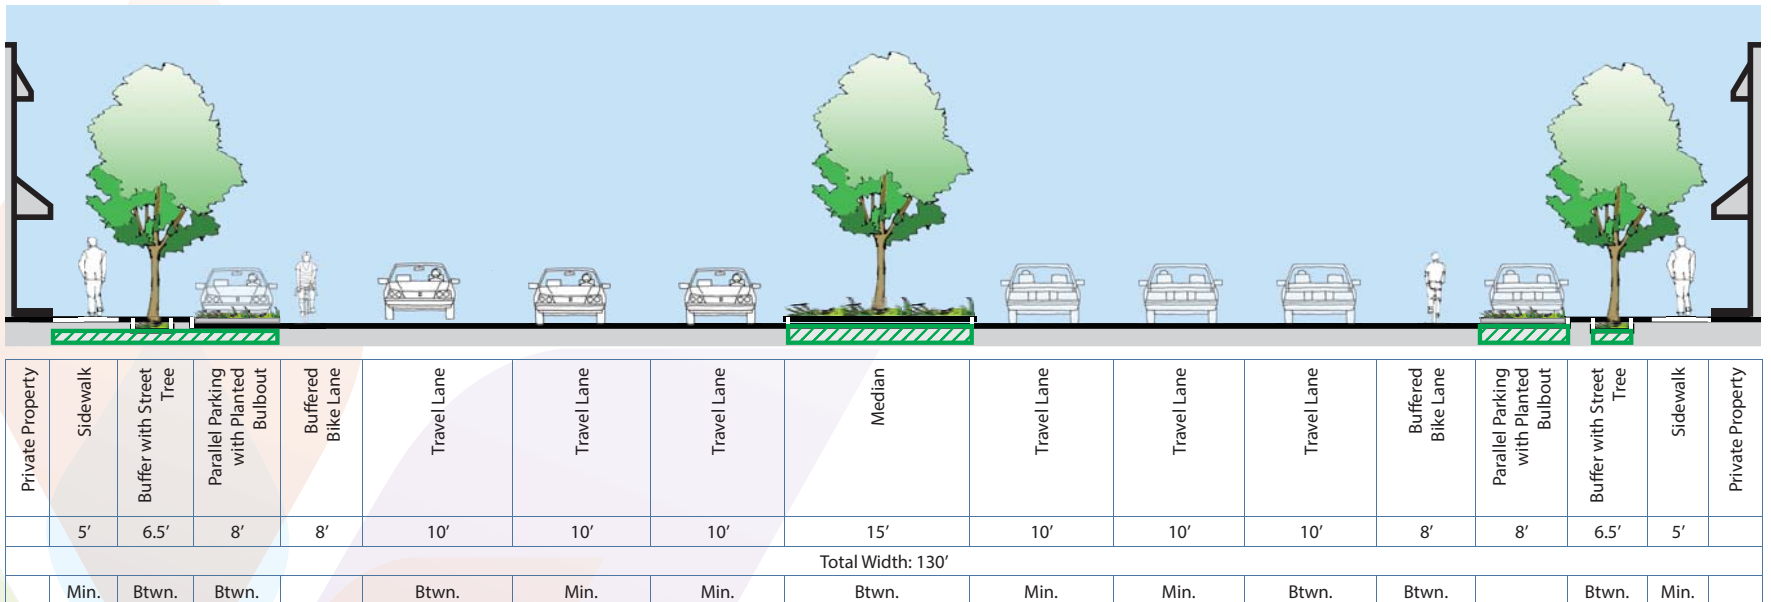 Private Property
Sidewalk
Buffer with Street
Tree
Parallel Parking
with Planted
Bulbout
Buffered
Bike Lane
Travel Lane
Travel Lane
Travel Lane
Median
Travel Lane
Travel Lane
Travel Lane
Buffered
Bike Lane
Parallel Parking
with Planted
Bulbout
Buffer with Street
Tree
Sidewalk
Private Property
5’ 6.5’ 8’ 8’ 10’ 10’ 10’ 15’ 10’ 10’ 10’ 8’ 8’ 6.5’ 5’
Total Width: 130’
Min. Btwn. Btwn. Btwn. Min. Min. Btwn. Min. Min. Btwn. Btwn. Btwn. Min.